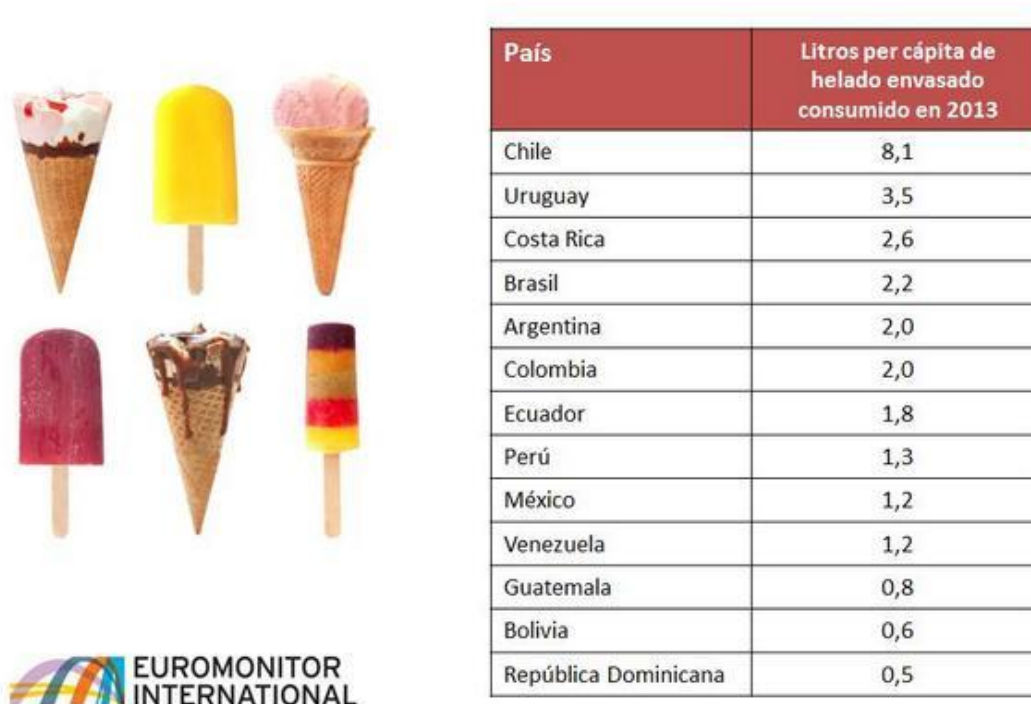 País
Litros per cápita de
helado envasado
consumido en 2013
Chile 8,1
Uruguay 3,5
Costa Rica 2,6
Brasil 2,2
Argentina 2,0
Colombia 2,0
Ecuador 1,8
Perú 1,3
México 1,2
Venezuela 1,2
Guatemala 0,8
Bolivia 0,6
República Dominicana 0,5
EUROMONITOR
INTERNATIONAL